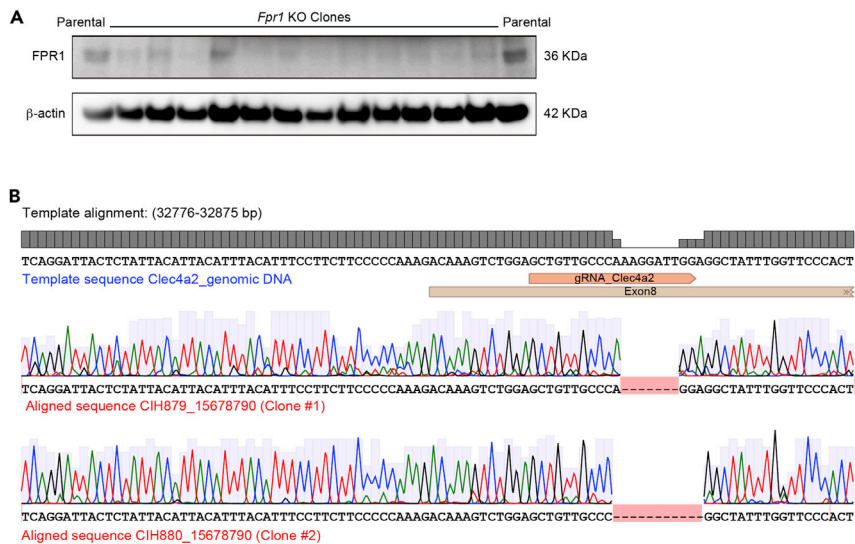 A
Parental
Fpr1 KO Clones
Parental
FPR1
36 KDa
β-actin
42 KDa
B
Template alignment: (32776-32875 bp)
TCAGGATTACTCTATTACATTACATTTACATTTCCTTCTTCCCCCAAAGACAAAGTCTGGAGCTGTTGCCCAAAGGATTGGAGGCTATTTGGTTCCCACT
Template sequence Clec4a2_genomic DNA
gRNA_Clec4a2
Exon8
TCAGGATTACTCTATTACATTACATTTACATTTCCTTCTTCCCCCAAAGACAAAGTCTGGAGCTGTTGCCCA-------GGAGGCTATTTGGTTCCCACT
Aligned sequence CIH879_15678790 (Clone #1)
TCAGGATTACTCTATTACATTACATTTACATTTCCTTCTTCCCCCAAAGACAAAGTCTGGAGCTGTTGCCC-----------GGCTATTTGGTTCCCACT
Aligned sequence CIH880_15678790 (Clone #2)